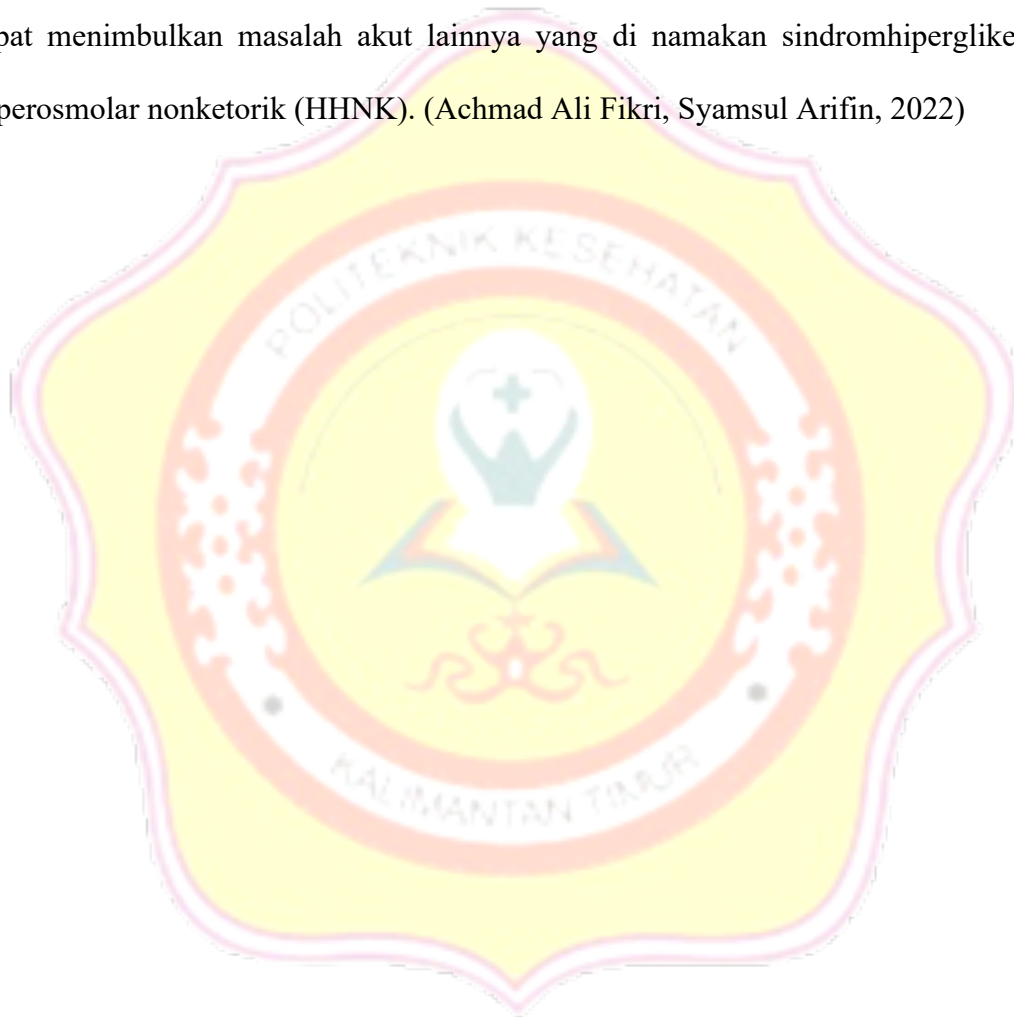 pat menimbulkan masalah akut lainnya yang di namakan sindromhiperglike
perosmolar nonketorik (HHNK). (Achmad Ali Fikri, Syamsul Arifin, 2022)
POLITEKNIK KESEHATAN
KALIMANTAN TIMUR